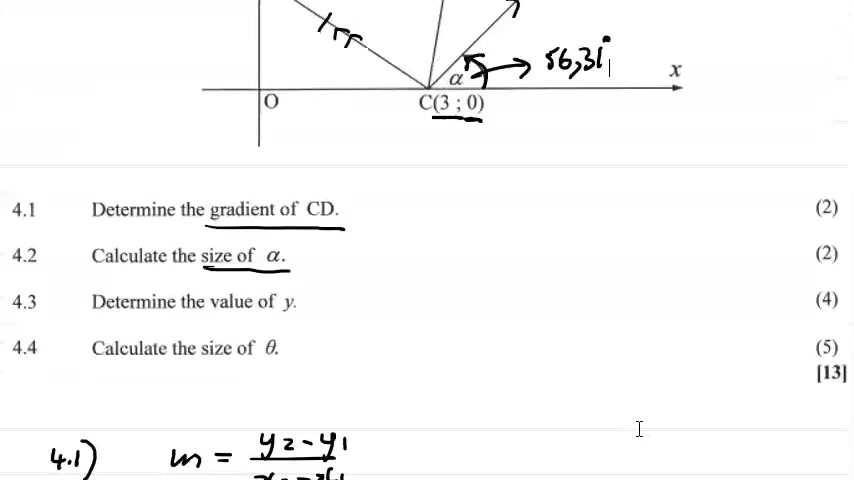 56,31°
α
x
O
C(3 ; 0)
4.1 Determine the gradient of CD. (2)
4.2 Calculate the size of α. (2)
4.3 Determine the value of y. (4)
4.4 Calculate the size of θ. (5)
[13]
4.1) m = y2 - y1